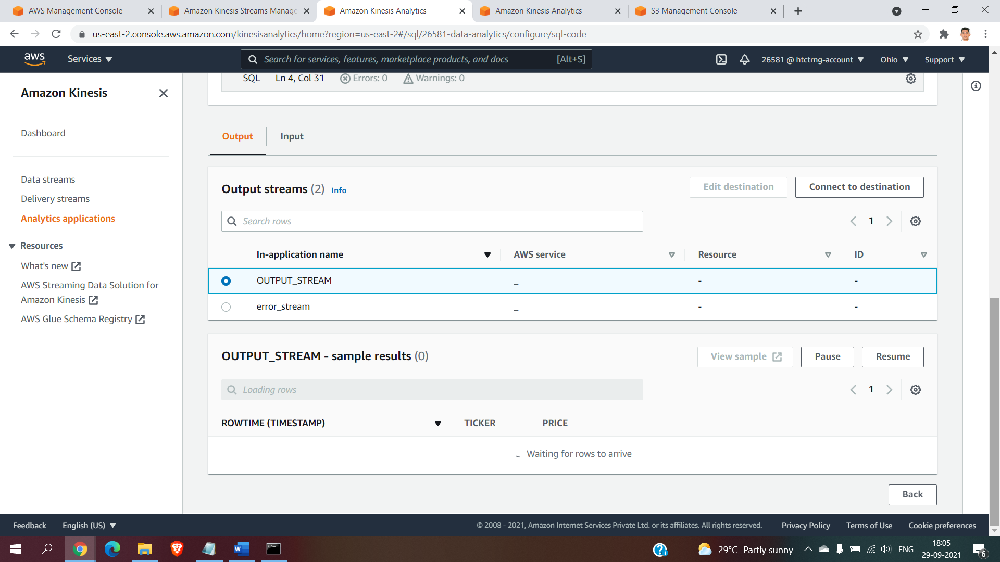 AWS Management Console
Amazon Kinesis Streams Manage
Amazon Kinesis Analytics
Amazon Kinesis Analytics
S3 Management Console
us-east-2.console.aws.amazon.com/kinesisanalytics/home?region=us-east-2#/sql/26581-data-analytics/configure/sql-code
aws
Services
Search for services, features, marketplace products, and docs [Alt+S]
26581 @ htctrng-account
Ohio
Support
Amazon Kinesis
Dashboard
Data streams
Delivery streams
Analytics applications
Resources
What's new
AWS Streaming Data Solution for
Amazon Kinesis
AWS Glue Schema Registry
SQL Ln 4, Col 31 Errors: 0 Warnings: 0
Output Input
Output streams (2) Info
Edit destination
Connect to destination
Search rows
1
In-application name AWS service Resource ID
OUTPUT_STREAM _ - -
error_stream _ - -
OUTPUT_STREAM - sample results (0)
View sample
Pause
Resume
Loading rows
1
ROWTIME (TIMESTAMP) TICKER PRICE
Waiting for rows to arrive
Back
Feedback English (US)
© 2008 - 2021, Amazon Internet Services Private Ltd. or its affiliates. All rights reserved. Privacy Policy Terms of Use Cookie preferences
29°C Partly sunny
ENG
18:05
29-09-2021
6